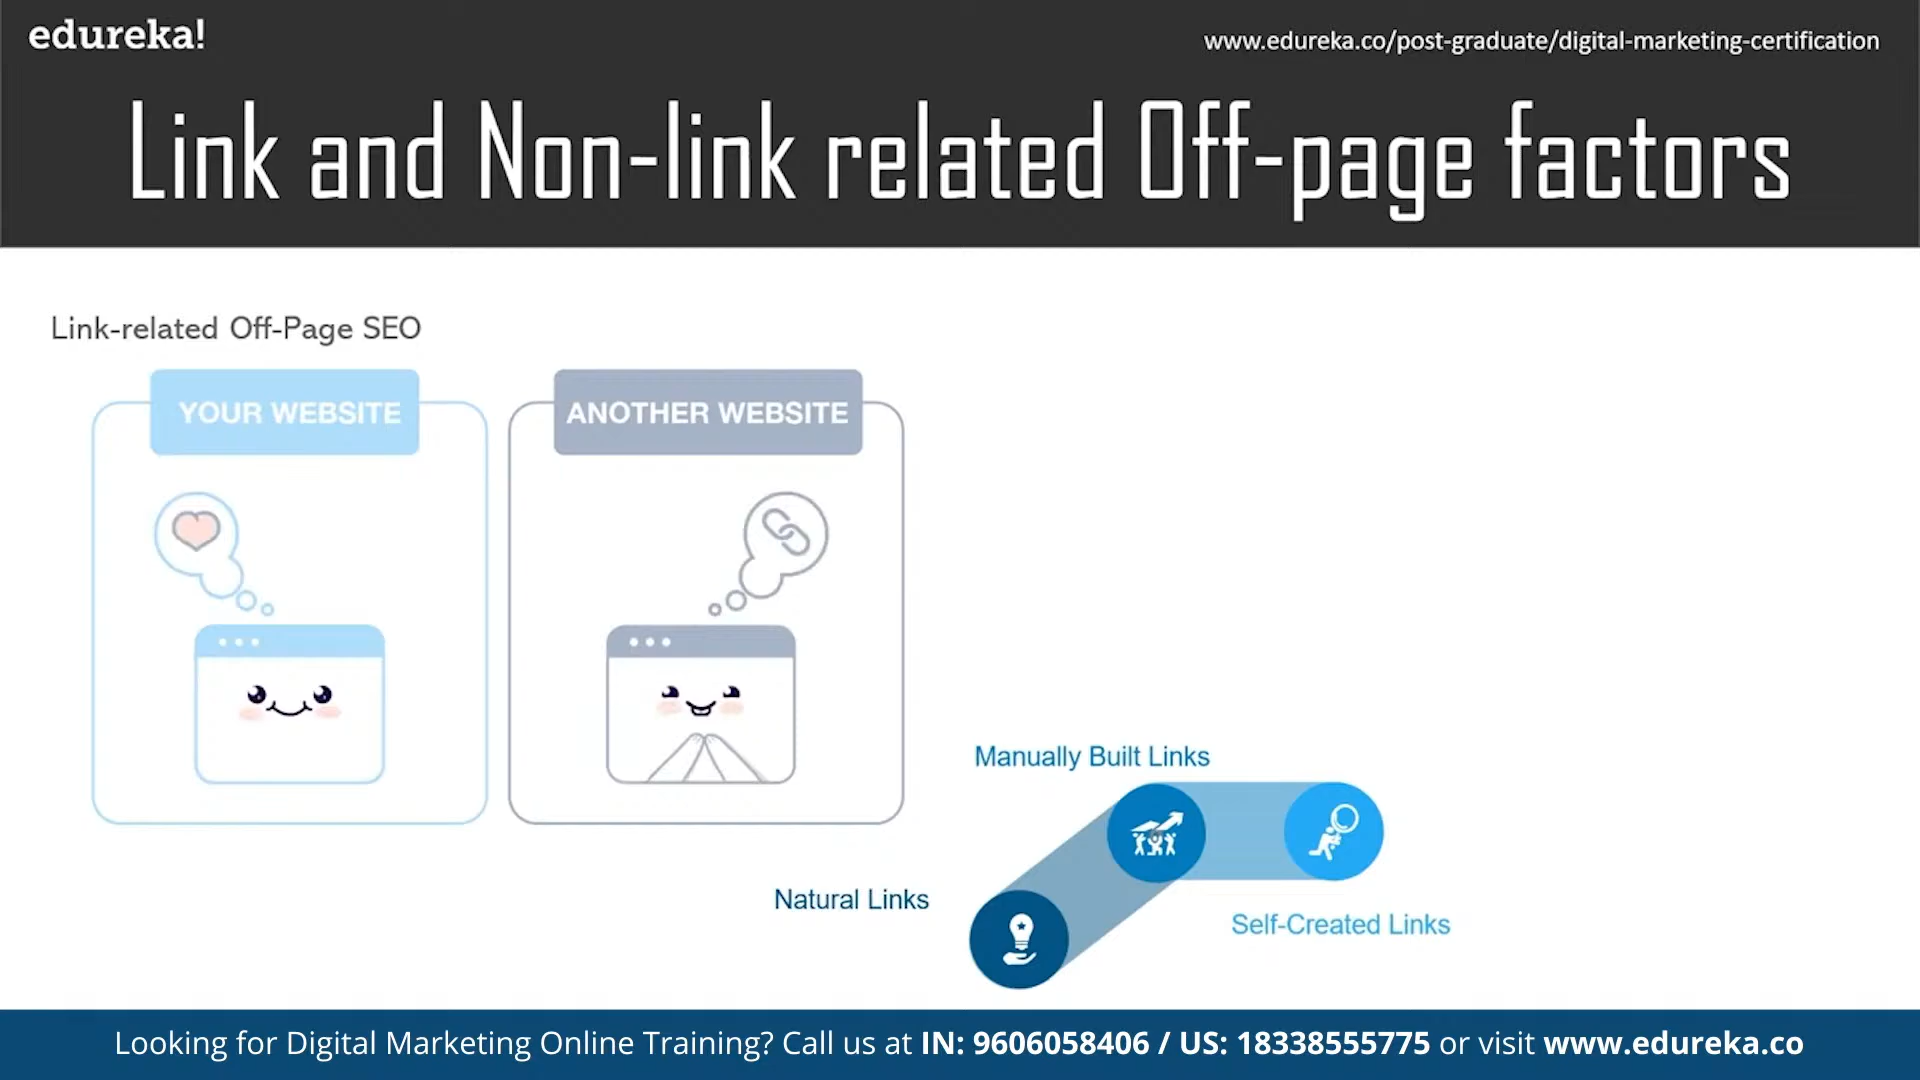 edureka!
www.edureka.co/post-graduate/digital-marketing-certification
Link and Non-link related Off-page factors
Link-related Off-Page SEO
YOUR WEBSITE
ANOTHER WEBSITE
Manually Built Links
Natural Links
Self-Created Links
Looking for Digital Marketing Online Training? Call us at IN: 9606058406 / US: 18338555775 or visit www.edureka.co